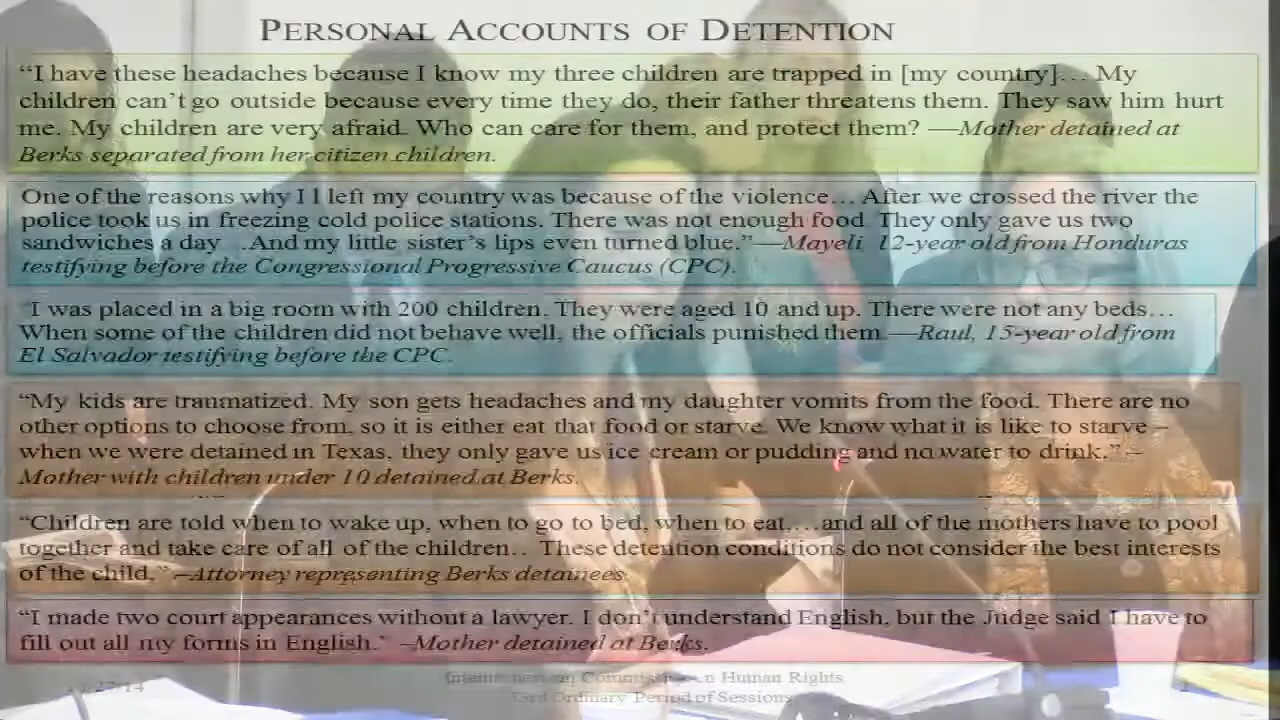 PERSONAL ACCOUNTS OF DETENTION
“I have these headaches because I know my three children are trapped in [my country]… My
children can’t go outside because every time they do, their father threatens them. They saw him hurt
me. My children are very afraid. Who can care for them, and protect them? —Mother detained at
Berks separated from her citizen children.
One of the reasons why I l left my country was because of the violence… After we crossed the river the
police took us in freezing cold police stations. There was not enough food. They only gave us two
sandwiches a day…And my little sister’s lips even turned blue.” —Mayeli, 12-year old from Honduras
testifying before the Congressional Progressive Caucus (CPC).
“I was placed in a big room with 200 children. They were aged 10 and up. There were not any beds…
When some of the children did not behave well, the officials punished them.—Raul, 15-year old from
El Salvador testifying before the CPC.
“My kids are traumatized. My son gets headaches and my daughter vomits from the food. There are no
other options to choose from, so it is either eat that food or starve. We know what it is like to starve –
when we were detained in Texas, they only gave us ice cream or pudding and no water to drink.” –
Mother with children under 10 detained at Berks.
“Children are told when to wake up, when to go to bed, when to eat….and all of the mothers have to pool
together and take care of all of the children… These detention conditions do not consider the best interests
of the child.” –Attorney representing Berks detainees.
“I made two court appearances without a lawyer. I don’t understand English, but the Judge said I have to
fill out all my forms in English.” –Mother detained at Berks.
27/14
Commission on Human Rights
53rd Ordinary Period of Sessions